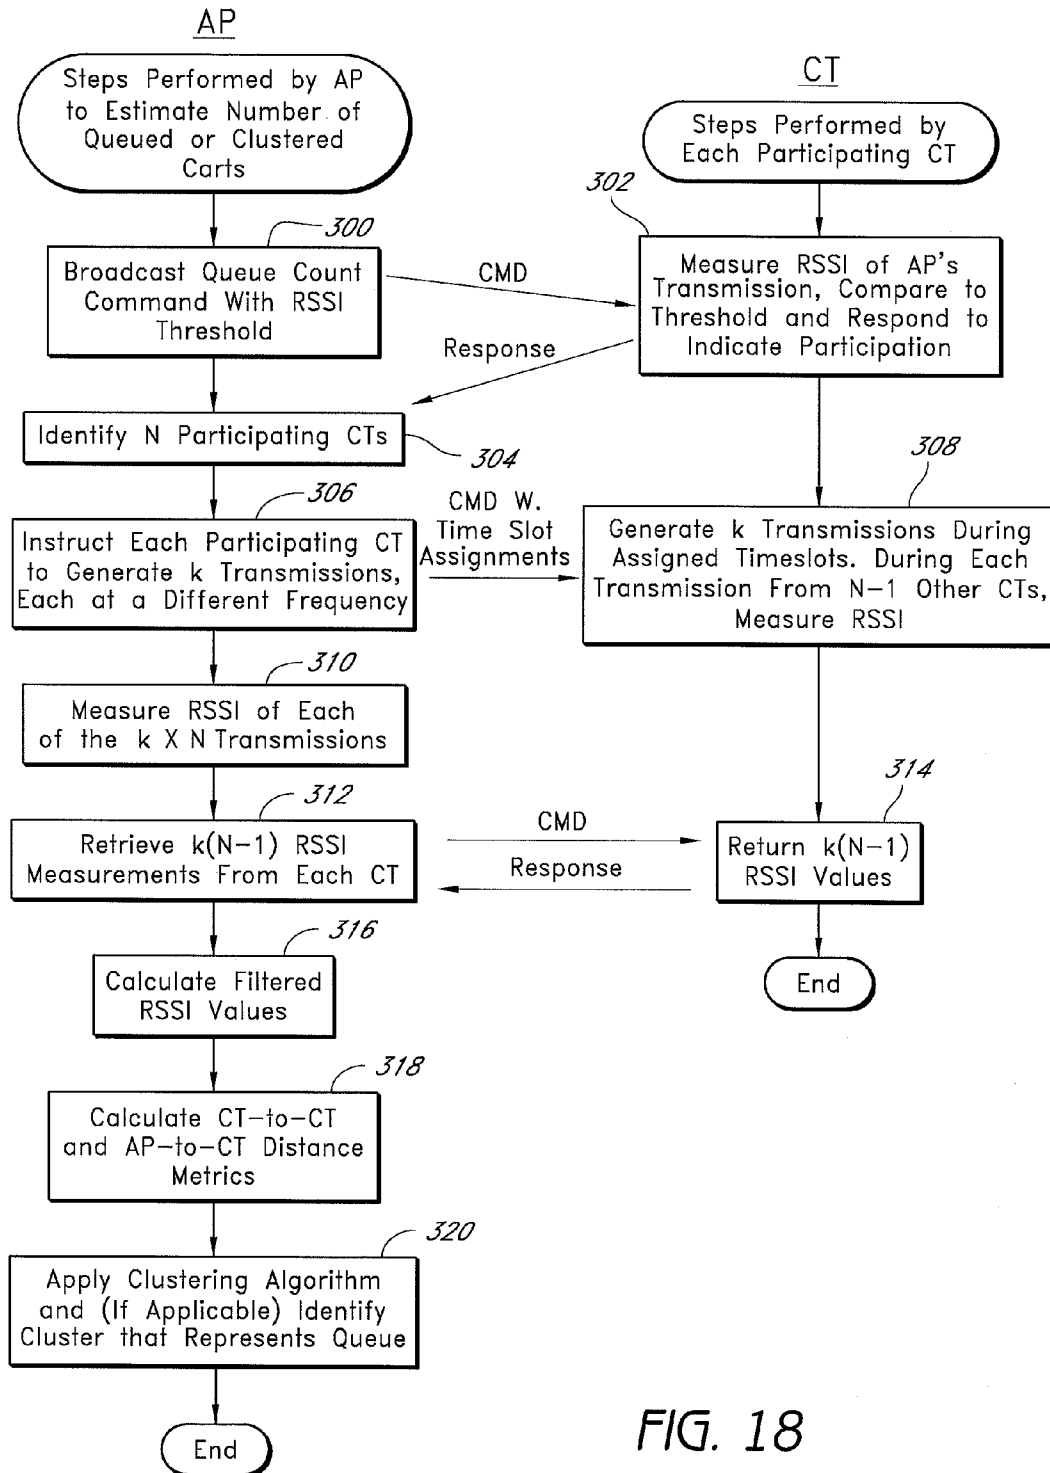 AP
Steps Performed by AP
to Estimate Number of
Queued or Clustered
Carts
CT
Steps Performed by
Each Participating CT
300
Broadcast Queue Count
Command With RSSI
Threshold
CMD
302
Measure RSSI of AP's
Transmission, Compare to
Threshold and Respond to
Indicate Participation
Response
Identify N Participating CTs
304
306
Instruct Each Participating CT
to Generate k Transmissions,
Each at a Different Frequency
CMD W.
Time Slot
Assignments
308
Generate k Transmissions During
Assigned Timeslots. During Each
Transmission From N-1 Other CTs,
Measure RSSI
310
Measure RSSI of Each
of the k X N Transmissions
312
Retrieve k(N-1) RSSI
Measurements From Each CT
CMD
Response
314
Return k(N-1)
RSSI Values
End
316
Calculate Filtered
RSSI Values
318
Calculate CT-to-CT
and AP-to-CT Distance
Metrics
320
Apply Clustering Algorithm
and (If Applicable) Identify
Cluster that Represents Queue
End
FIG. 18